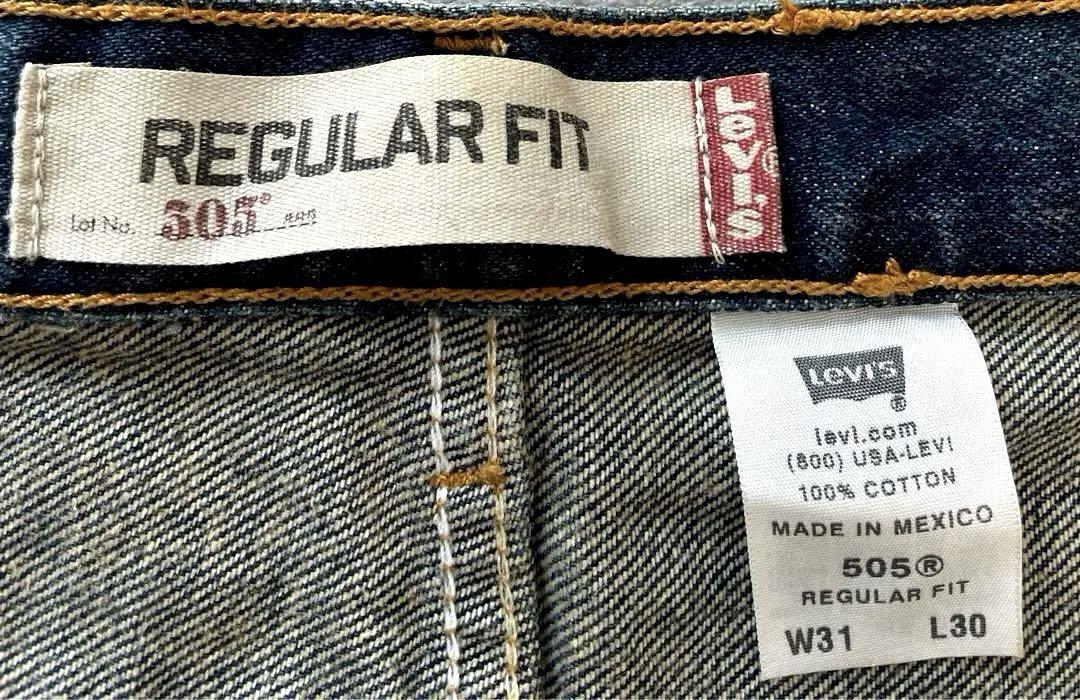 REGULAR FIT
Lot No. 505®
Levi's®
LEVI'S
®
levi.com
(800) USA-LEVI
100% COTTON
MADE IN MEXICO
505®
REGULAR FIT
W31 L30